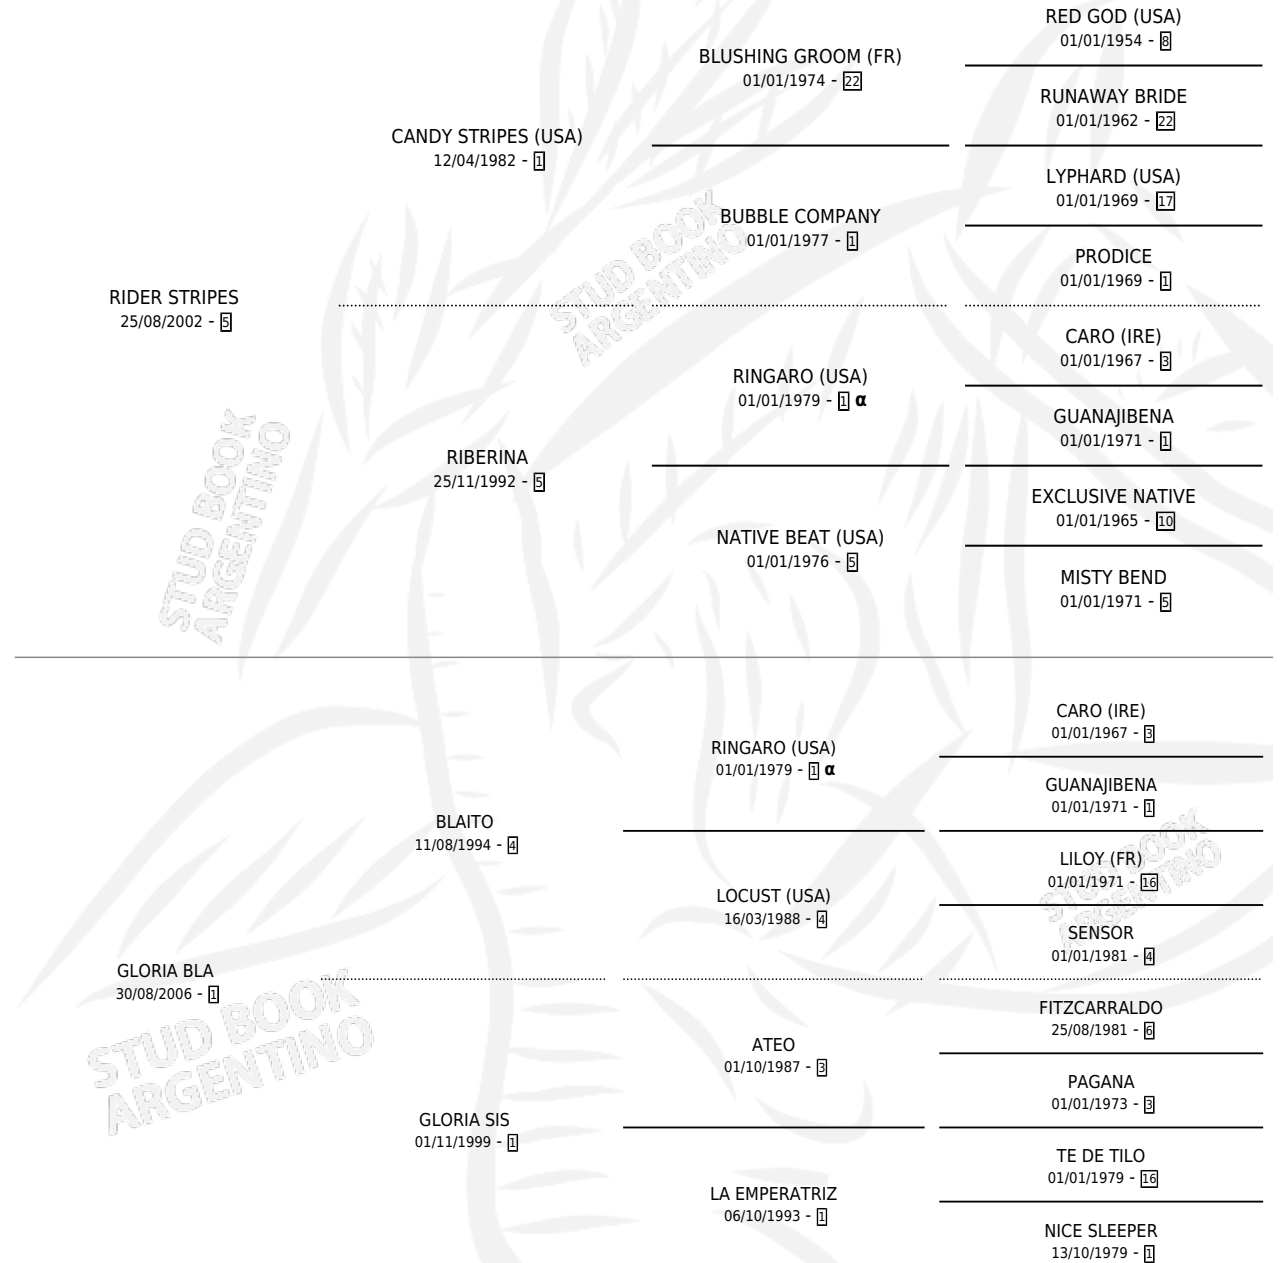 RED GOD (USA)
01/01/1954 - 8
BLUSHING GROOM (FR)
01/01/1974 - 22
RUNAWAY BRIDE
01/01/1962 - 22
CANDY STRIPES (USA)
12/04/1982 - 1
LYPHARD (USA)
01/01/1969 - 17
BUBBLE COMPANY
01/01/1977 - 1
PRODICE
01/01/1969 - 1
STUD BOOK
ARGENTINO
RIDER STRIPES
25/08/2002 - 5
CARO (IRE)
01/01/1967 - 3
RINGARO (USA)
01/01/1979 - 1 α
GUANAJIBENA
01/01/1971 - 1
RIBERINA
25/11/1992 - 5
EXCLUSIVE NATIVE
01/01/1965 - 10
NATIVE BEAT (USA)
01/01/1976 - 5
MISTY BEND
01/01/1971 - 5
STUD BOOK
ARGENTINO
CARO (IRE)
01/01/1967 - 3
RINGARO (USA)
01/01/1979 - 1 α
GUANAJIBENA
01/01/1971 - 1
BLAITO
11/08/1994 - 4
LILOY (FR)
01/01/1971 - 16
LOCUST (USA)
16/03/1988 - 4
SENSOR
01/01/1981 - 4
STUD BOOK
ARGENTINO
GLORIA BLA
30/08/2006 - 1
FITZCARRALDO
25/08/1981 - 6
ATEO
01/10/1987 - 3
PAGANA
01/01/1973 - 3
STUD BOOK
ARGENTINO
GLORIA SIS
01/11/1999 - 1
TE DE TILO
01/01/1979 - 16
LA EMPERATRIZ
06/10/1993 - 1
NICE SLEEPER
13/10/1979 - 1